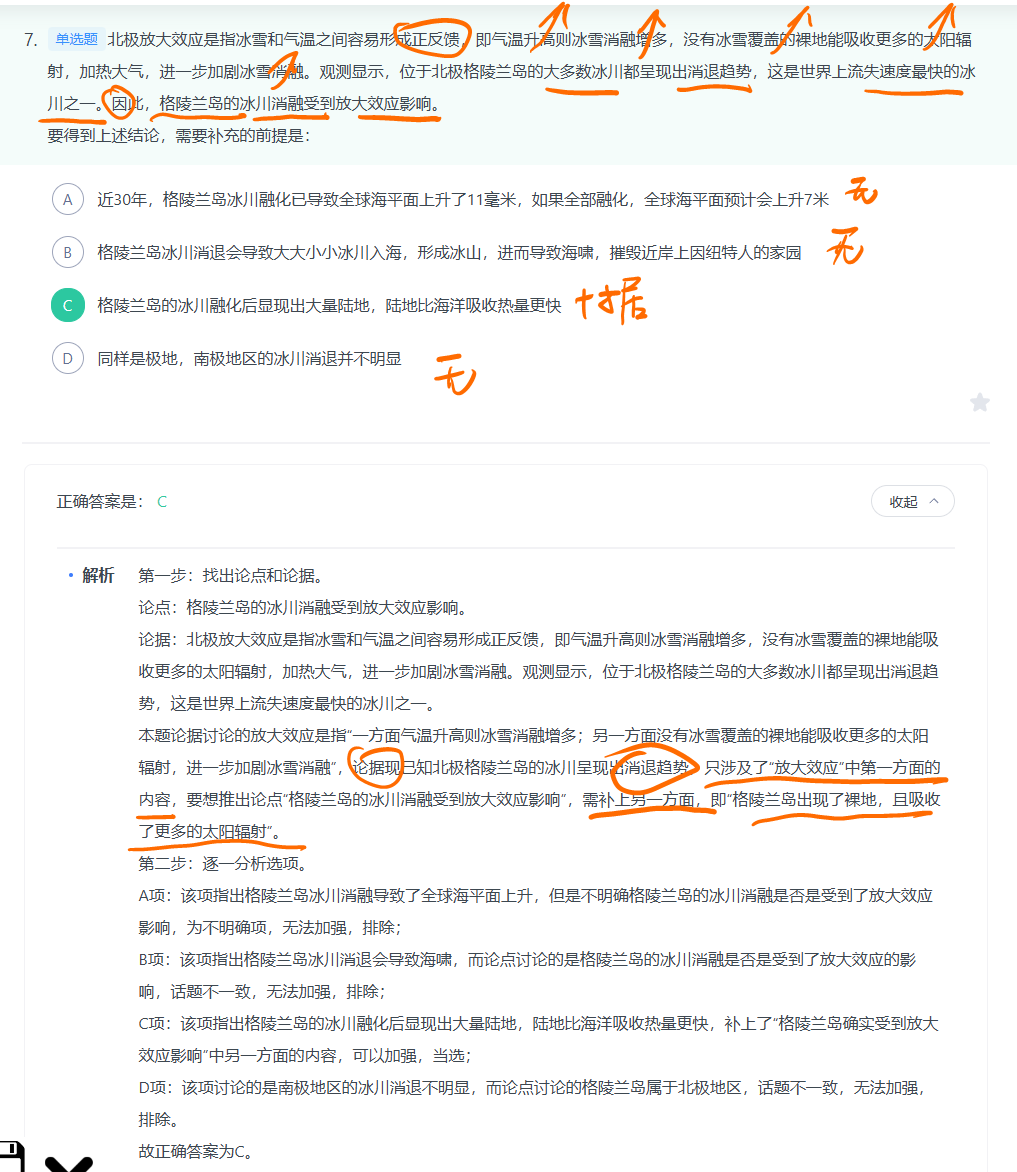 7. 单选题 北极放大效应是指冰雪和气温之间容易形成正反馈，即气温升高则冰雪消融增多，没有冰雪覆盖的裸地能吸收更多的太阳辐
射，加热大气，进一步加剧冰雪消融。观测显示，位于北极格陵兰岛的大多数冰川都呈现出消退趋势，这是世界上流失速度最快的冰
川之一。因此，格陵兰岛的冰川消融受到放大效应影响。
要得到上述结论，需要补充的前提是：
A 近30年，格陵兰岛冰川融化已导致全球海平面上升了11毫米，如果全部融化，全球海平面预计会上升7米 无
B 格陵兰岛冰川消退会导致大大小小冰川入海，形成冰山，进而导致海啸，摧毁近岸上因纽特人的家园 无
C 格陵兰岛的冰川融化后显现出大量陆地，陆地比海洋吸收热量更快 十据
D 同样是极地，南极地区的冰川消退并不明显 无
正确答案是： C
收起
解析 第一步：找出论点和论据。
论点：格陵兰岛的冰川消融受到放大效应影响。
论据：北极放大效应是指冰雪和气温之间容易形成正反馈，即气温升高则冰雪消融增多，没有冰雪覆盖的裸地能吸
收更多的太阳辐射，加热大气，进一步加剧冰雪消融。观测显示，位于北极格陵兰岛的大多数冰川都呈现出消退趋
势，这是世界上流失速度最快的冰川之一。
本题论据讨论的放大效应是指“一方面气温升高则冰雪消融增多；另一方面没有冰雪覆盖的裸地能吸收更多的太阳
辐射，进一步加剧冰雪消融”，论据现已知北极格陵兰岛的冰川呈现出消退趋势，只涉及了“放大效应”中第一方面的
内容，要想推出论点“格陵兰岛的冰川消融受到放大效应影响”，需补上另一方面，即“格陵兰岛出现了裸地，且吸收
了更多的太阳辐射”。
第二步：逐一分析选项。
A项：该项指出格陵兰岛冰川消融导致了全球海平面上升，但是不明确格陵兰岛的冰川消融是否是受到了放大效应
影响，为不明确项，无法加强，排除；
B项：该项指出格陵兰岛冰川消退会导致海啸，而论点讨论的是格陵兰岛的冰川消融是否是受到了放大效应的影
响，话题不一致，无法加强，排除；
C项：该项指出格陵兰岛的冰川融化后显现出大量陆地，陆地比海洋吸收热量更快，补上了“格陵兰岛确实受到放大
效应影响”中另一方面的内容，可以加强，当选；
D项：该项讨论的是南极地区的冰川消退不明显，而论点讨论的格陵兰岛属于北极地区，话题不一致，无法加强，
排除。
故正确答案为C。